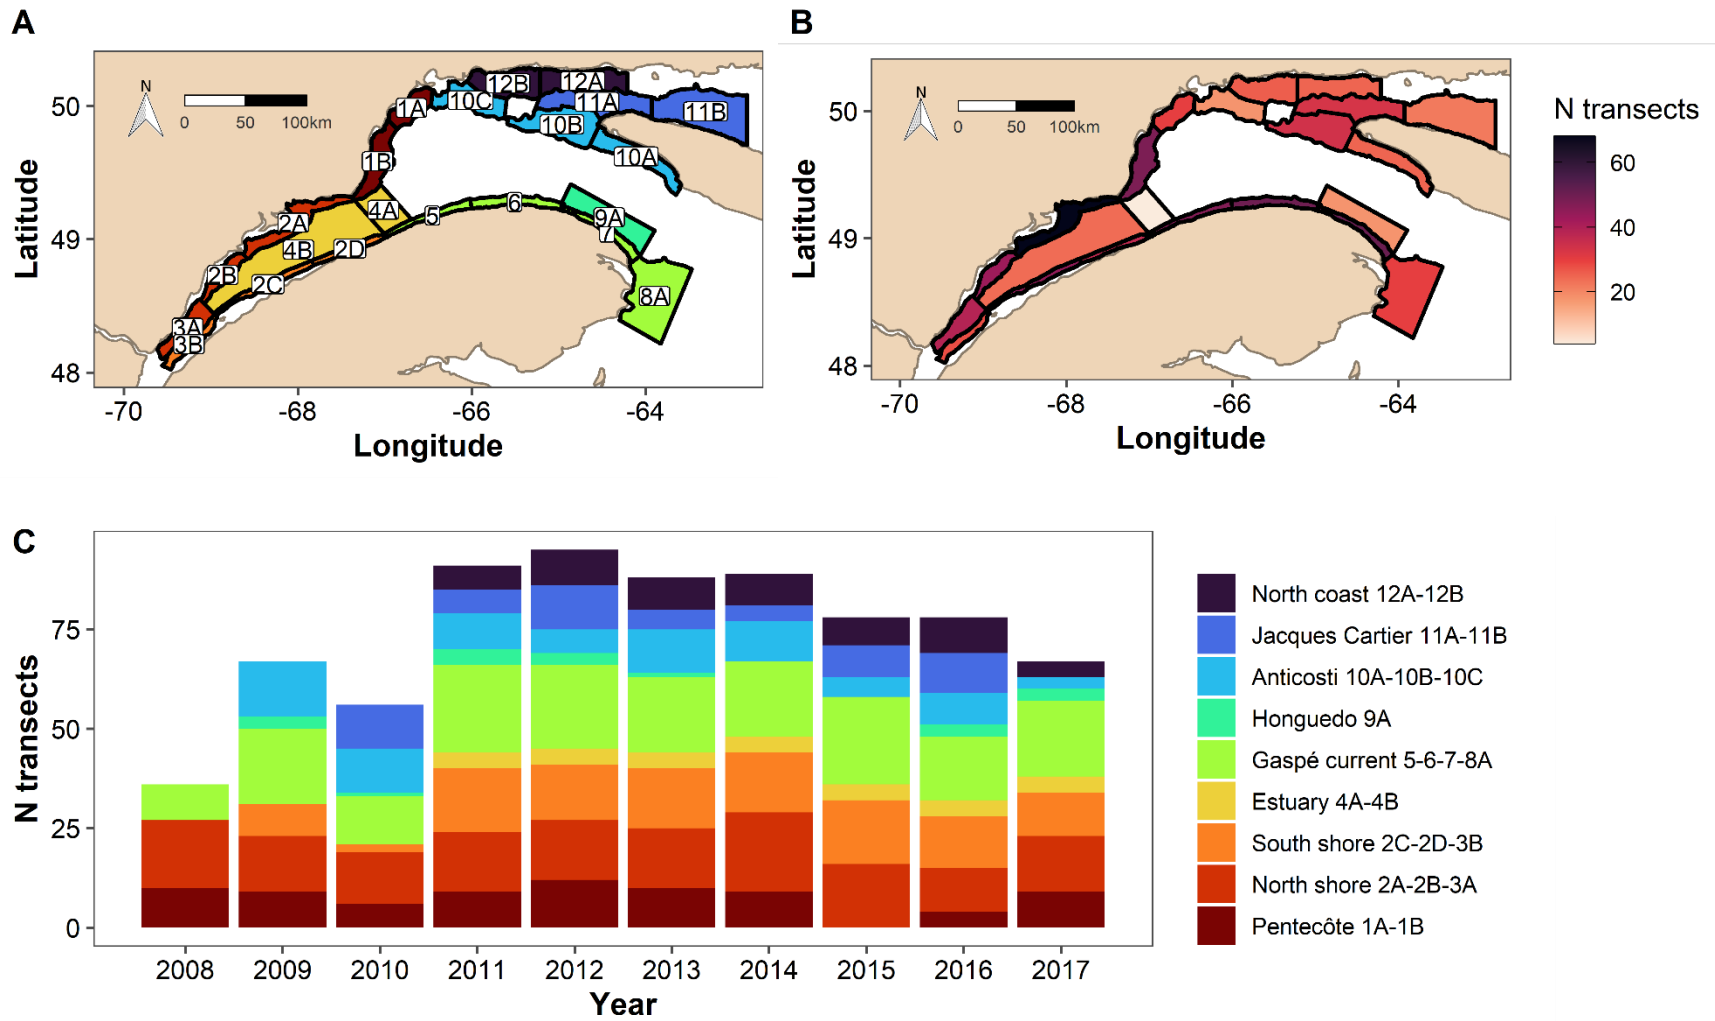 A
B
N
0 50 100km
12B
12A
10C
11A
11B
1A
10B
10A
1B
4A
5
6
9A
7
2A
4B
2D
2B
2C
8A
3A
3B
50
49
48
Latitude
-70 -68 -66 -64
Longitude
N
0 50 100km
50
49
48
Latitude
-70 -68 -66 -64
Longitude
N transects
60
40
20
C
75
50
25
0
N transects
2008 2009 2010 2011 2012 2013 2014 2015 2016 2017
Year
North coast 12A-12B
Jacques Cartier 11A-11B
Anticosti 10A-10B-10C
Honguedo 9A
Gaspé current 5-6-7-8A
Estuary 4A-4B
South shore 2C-2D-3B
North shore 2A-2B-3A
Pentecôte 1A-1B